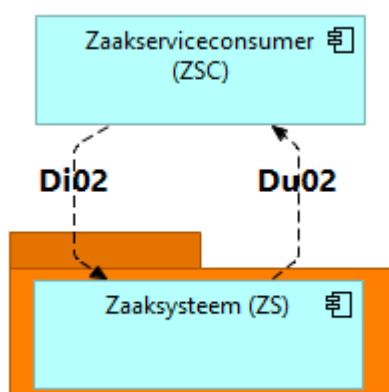 Zaakserviceconsumer
(ZSC)
Di02
Du02
Zaaksysteem (ZS)